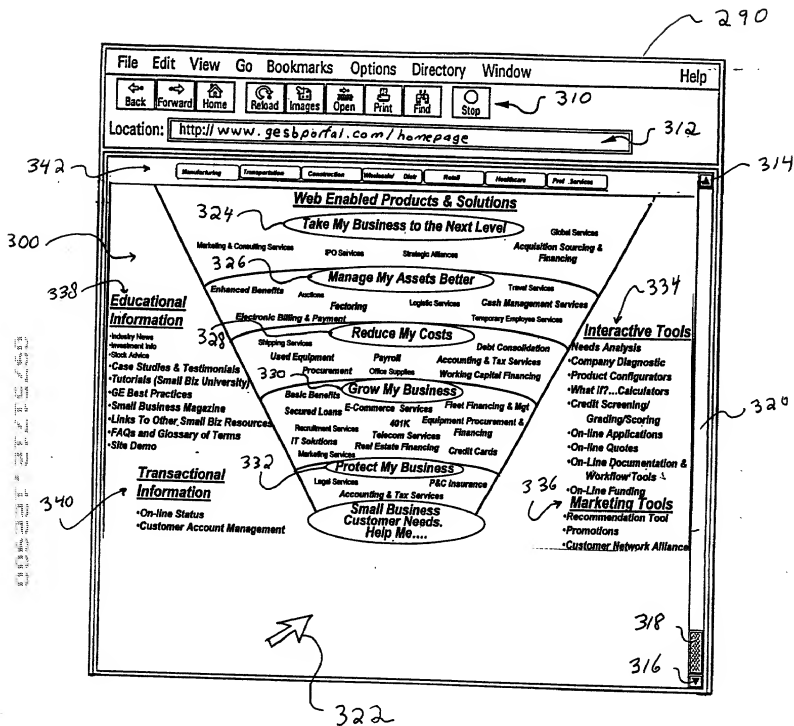 290
File Edit View Go Bookmarks Options Directory Window Help
Back Forward Home Reload Images Open Print Find Stop
310
Location: http://www.gesbportal.com/homepage
312
342
Manufacturing Transportation Construction Wholesale/ Distr Retail Healthcare Prof. Services
314
Web Enabled Products & Solutions
324
Take My Business to the Next Level
Global Services
300
Marketing & Consulting Services IPO Services Strategic Alliances Acquisition Sourcing & Financing
326
Manage My Assets Better
338
334
Enhanced Benefits Auctions Travel Services
Factoring Logistic Services Cash Management Services
Electronic Billing & Payment Temporary Employee Services
328
Reduce My Costs
Shipping Services Debt Consolidation
Used Equipment Payroll Accounting & Tax Services
Procurement Office Supplies Working Capital Financing
330
Grow My Business
Basic Benefits Fleet Financing & Mgt
Secured Loans E-Commerce Services
401K Equipment Procurement & Financing
Recruitment Services Telecom Services
IT Solutions Real Estate Financing Credit Cards
Marketing Services
332
Protect My Business
Legal Services P&C Insurance
Accounting & Tax Services
Small Business
Customer Needs.
Help Me....
Educational
Information
•Industry News
•Investment Info
•Stock Advice
•Case Studies & Testimonials
•Tutorials (Small Biz University)
•GE Best Practices
•Small Business Magazine
•Links To Other Small Biz Resources
•FAQs and Glossary of Terms
•Site Demo
340
Transactional
Information
•On-line Status
•Customer Account Management
Interactive Tools
Needs Analysis
•Company Diagnostic
•Product Configurators
•What if?...Calculators
•Credit Screening/
Grading/Scoring
•On-line Applications
•On-line Quotes
•On-Line Documentation &
Workflow Tools
•On-Line Funding
320
336
Marketing Tools
•Recommendation Tool
•Promotions
•Customer Network Alliance
318
316
322